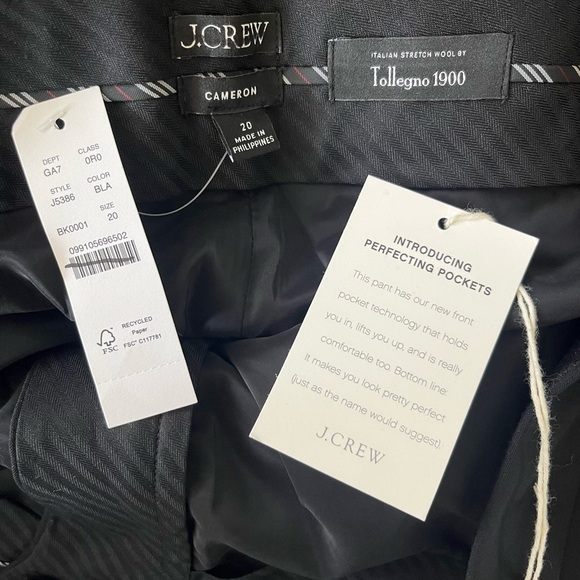 J.CREW
CAMERON
20
MADE IN
PHILIPPINES
ITALIAN STRETCH WOOL BY
Tollegno 1900
DEPT CLASS
GA7 0R0
STYLE COLOR
J5386 BLA
SIZE
BK0001 20
099105696502
RECYCLED
Paper
FSC
FSC® C117781
INTRODUCING
PERFECTING POCKETS
This pant has our new front
pocket technology that holds
you in, lifts you up, and is really
comfortable too. Bottom line:
It makes you look pretty perfect
(just as the name would suggest).
J.CREW